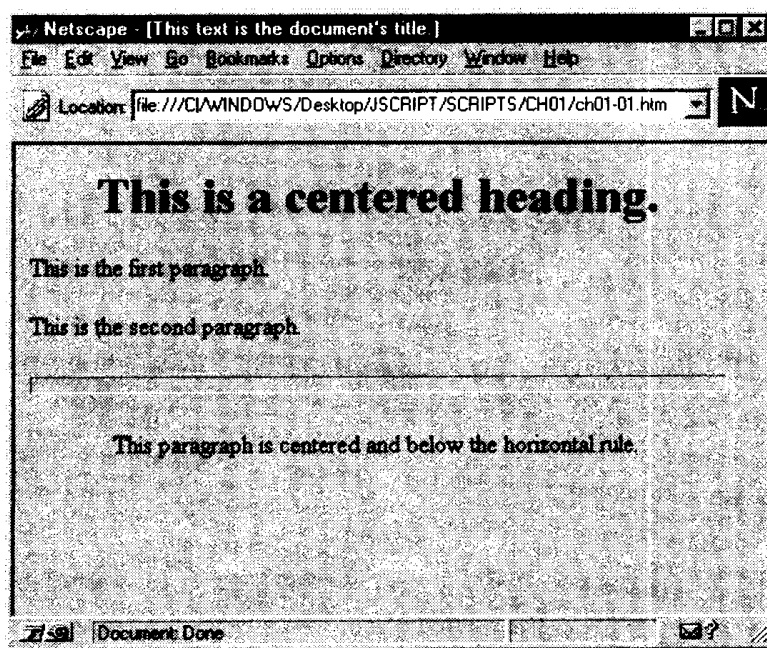 Netscape - [This text is the document's title.]
File Edit View Go Bookmarks Options Directory Window Help
Location: file:///C|/WINDOWS/Desktop/JSCRIPT/SCRIPTS/CH01/ch01-01.htm
N
This is a centered heading.
This is the first paragraph.
This is the second paragraph.
This paragraph is centered and below the horizontal rule.
Document: Done
?